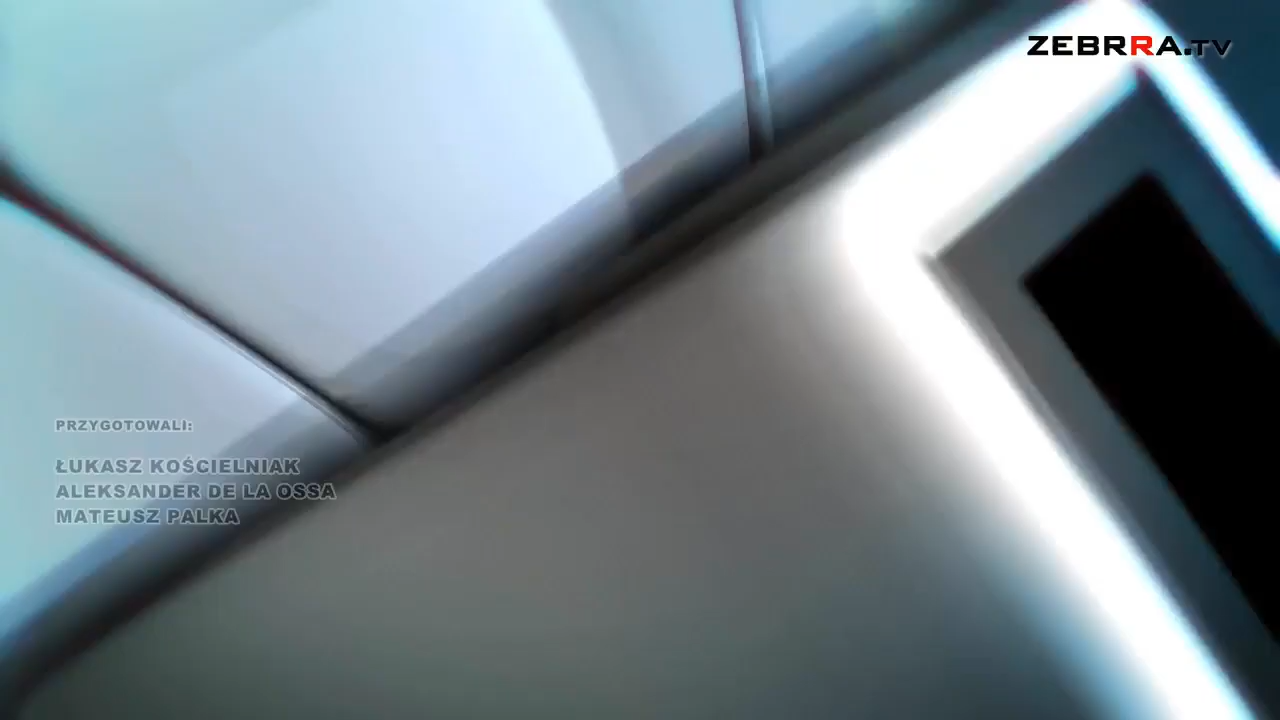 ZEBRRA.TV
PRZYGOTOWALI:
ŁUKASZ KOŚCIELNIAK
ALEKSANDER DE LA OSSA
MATEUSZ PALKA